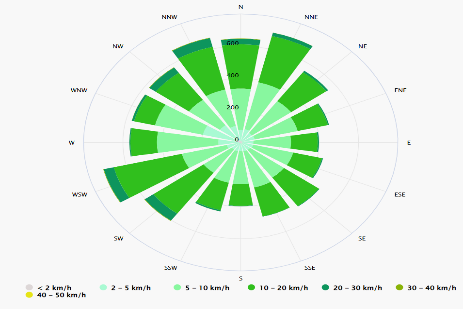 N
NNW
NNE
NW
NE
600
400
WNW
ENE
200
W
0
E
WSW
ESE
SW
SE
SSW
SSE
S
< 2 km/h
2 – 5 km/h
5 – 10 km/h
10 – 20 km/h
20 – 30 km/h
30 – 40 km/h
40 – 50 km/h